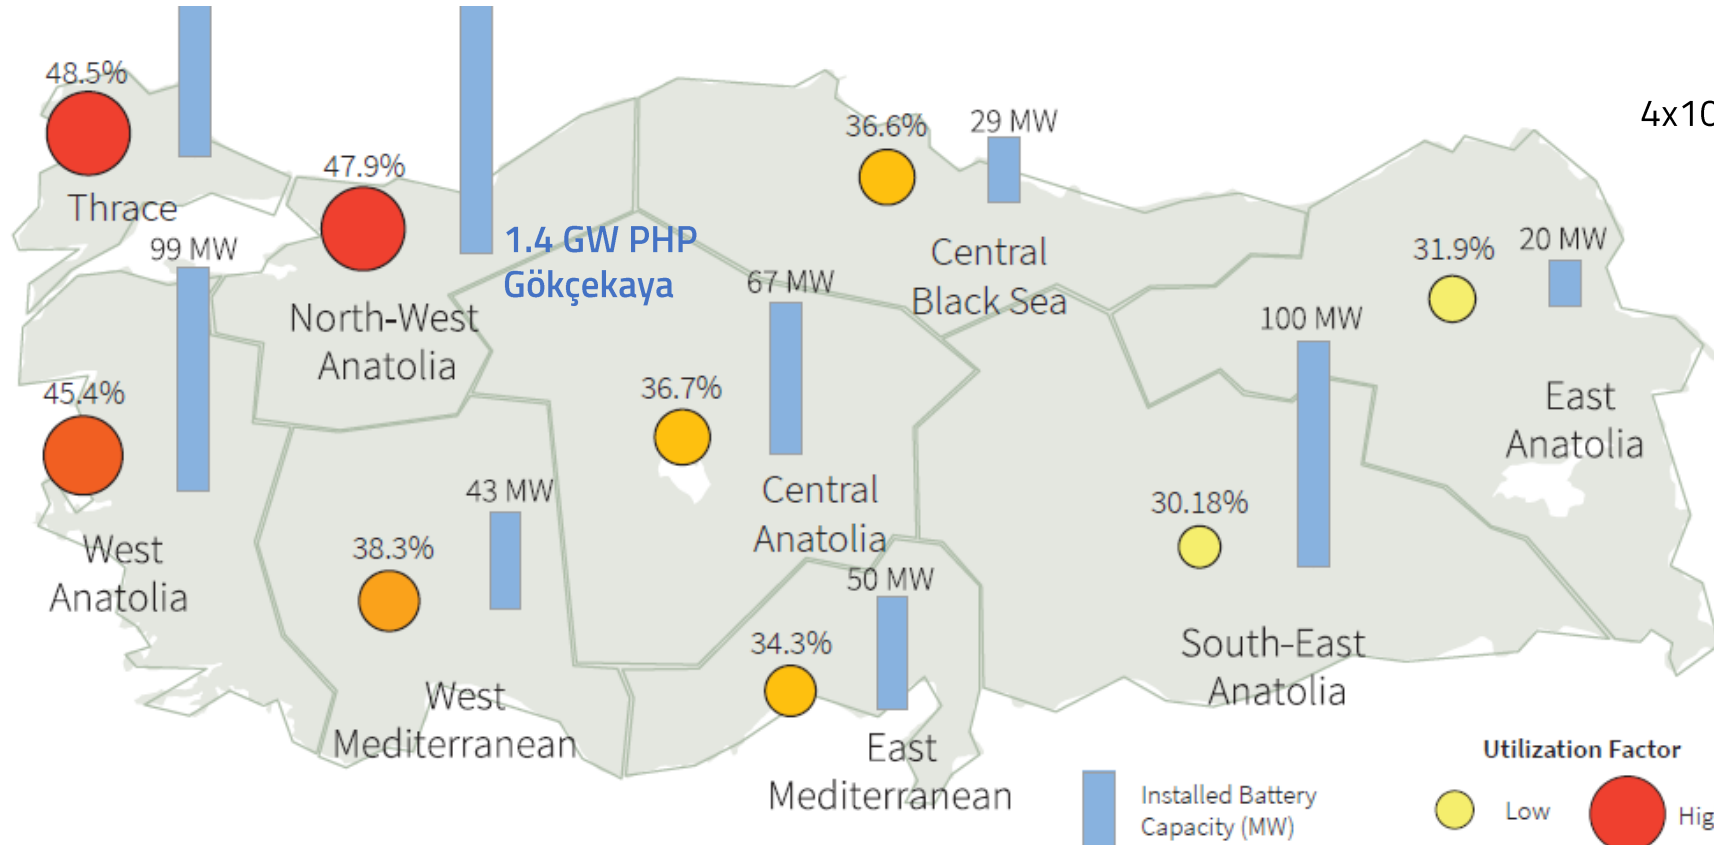 48.5%
Thrace
99 MW
47.9%
North-West
Anatolia
1.4 GW PHP
Gökçekaya
36.6%
29 MW
Central
Black Sea
4x10
31.9%
20 MW
East
Anatolia
67 MW
36.7%
Central
Anatolia
100 MW
30.18%
South-East
Anatolia
45.4%
West
Anatolia
43 MW
38.3%
West
Mediterranean
50 MW
34.3%
East
Mediterranean
Installed Battery
Capacity (MW)
Utilization Factor
Low